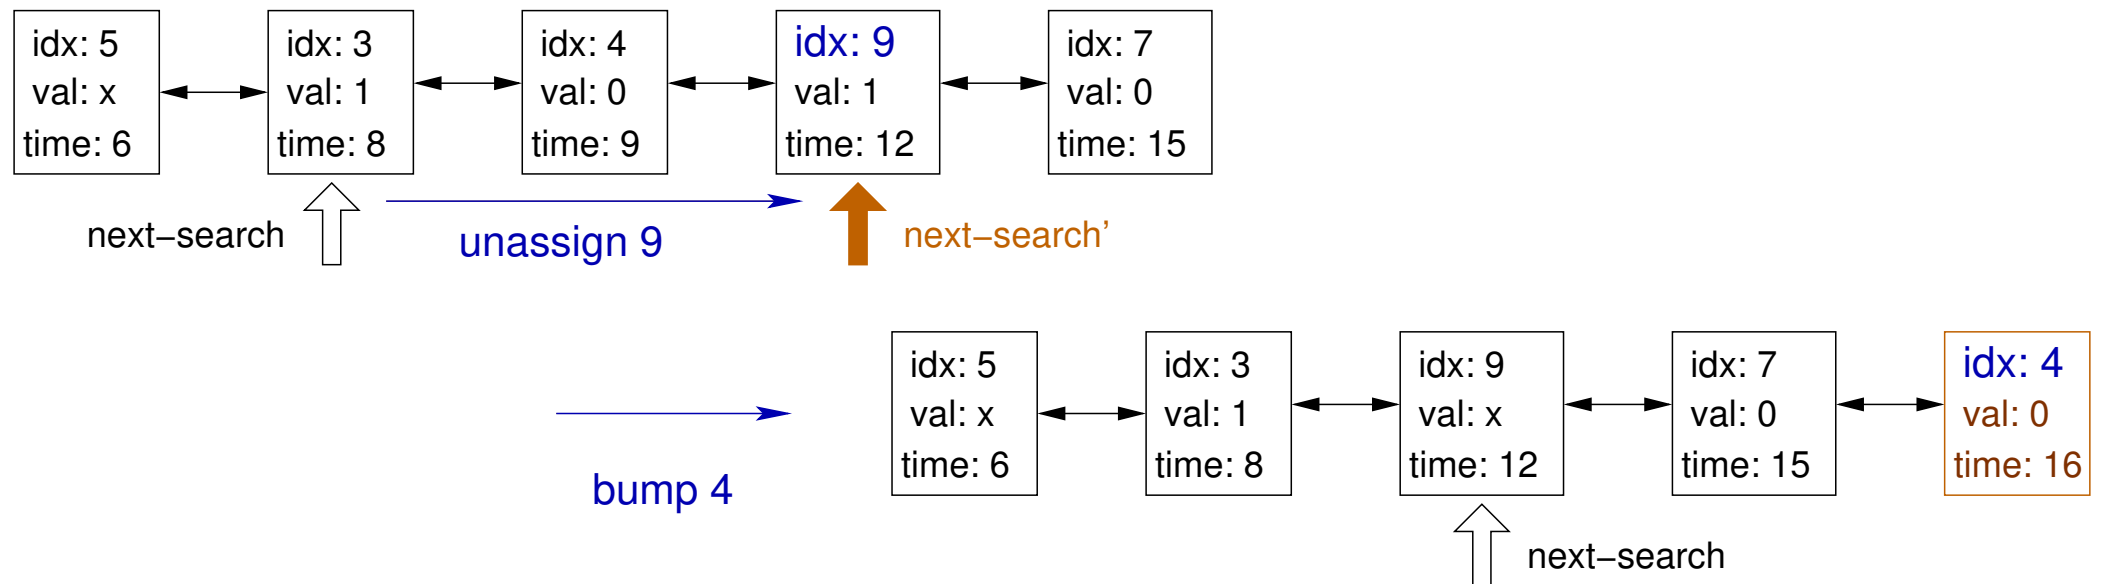 idx: 5
val: x
time: 6
idx: 3
val: 1
time: 8
idx: 4
val: 0
time: 9
idx: 9
val: 1
time: 12
idx: 7
val: 0
time: 15
next–search
unassign 9
next–search’
bump 4
idx: 5
val: x
time: 6
idx: 3
val: 1
time: 8
idx: 9
val: x
time: 12
idx: 7
val: 0
time: 15
idx: 4
val: 0
time: 16
next–search